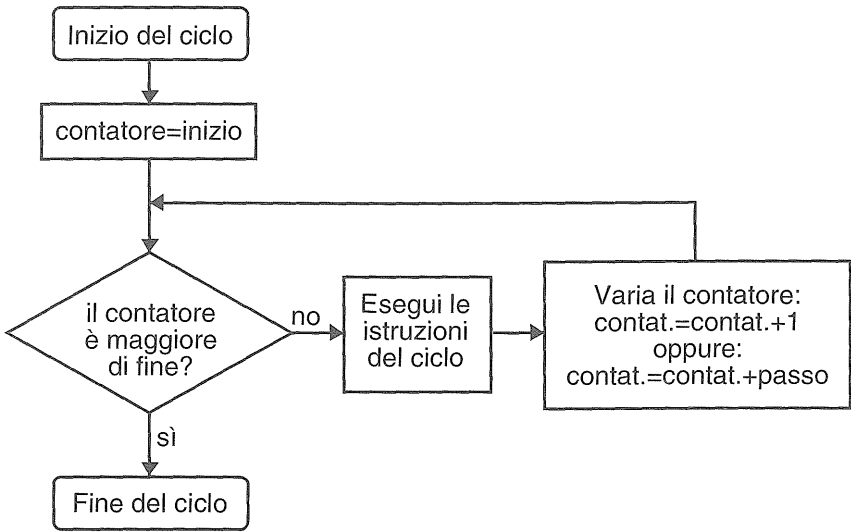 Inizio del ciclo
contatore=inizio
il contatore
è maggiore
di fine?
no
Esegui le
istruzioni
del ciclo
Varia il contatore:
contat.=contat.+1
oppure:
contat.=contat.+passo
sì
Fine del ciclo